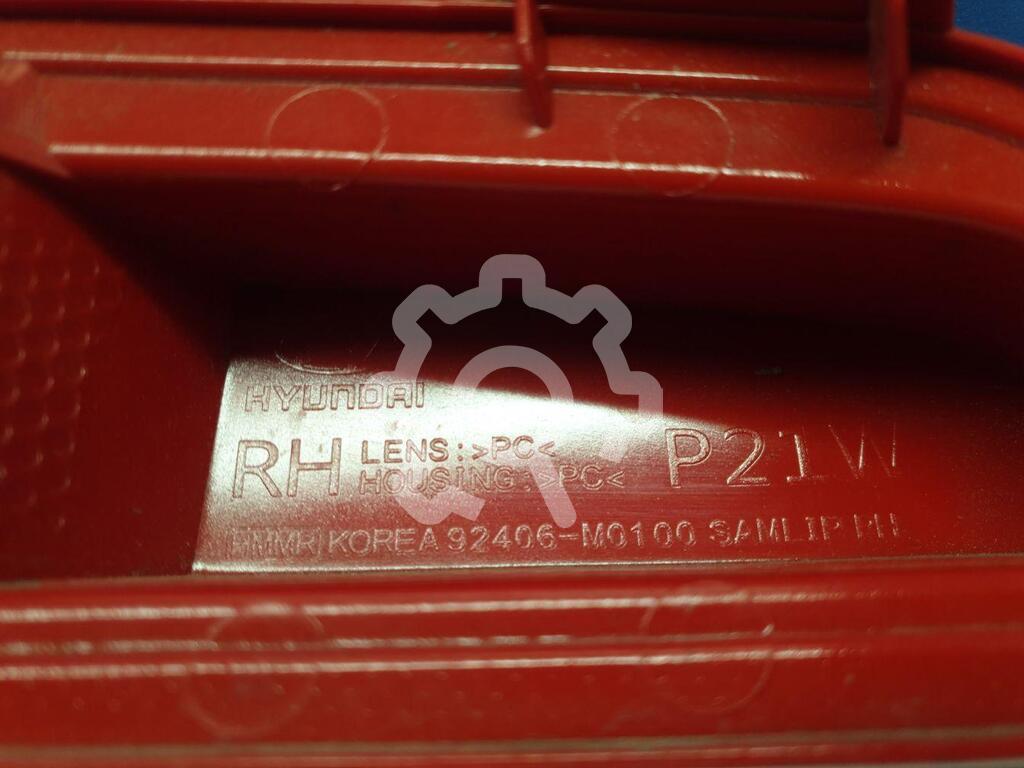 HYUNDAI
RH LENS:>PC< P21W
HOUSING:>PC<
HMMR KOREA 92406-M0100 SAMLIP